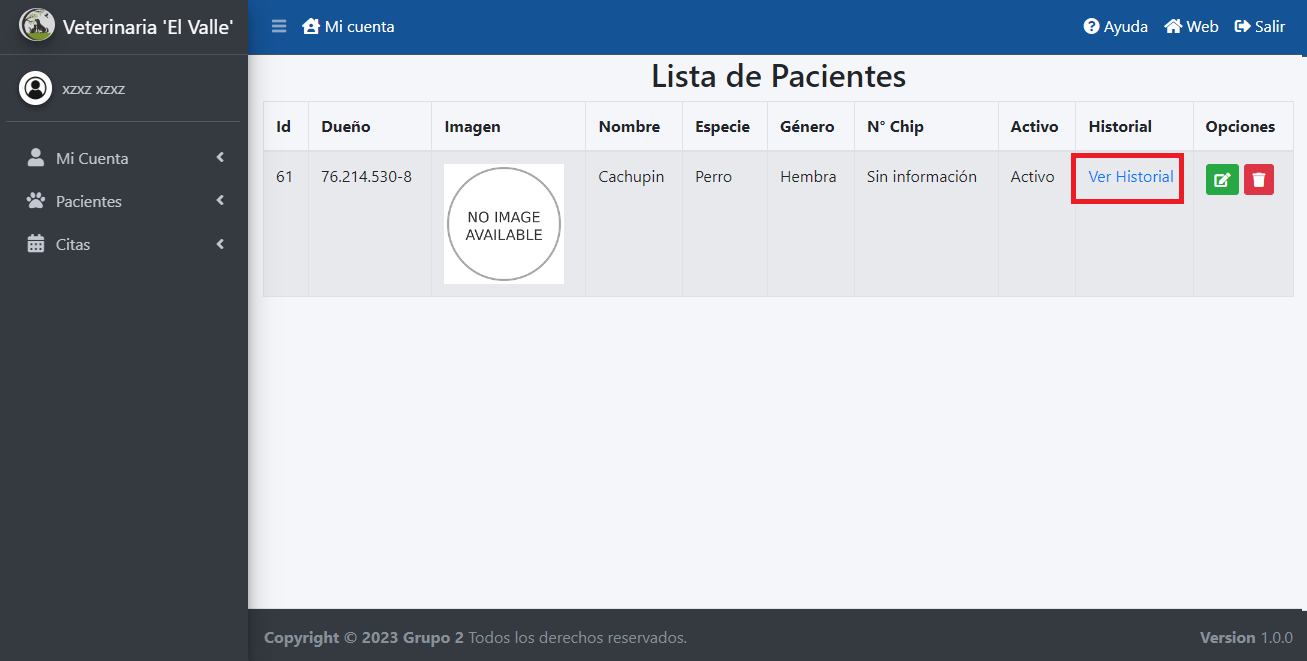 Veterinaria 'El Valle'
Mi cuenta
Ayuda Web Salir
xzxz xzxz
Mi Cuenta
Pacientes
Citas
Lista de Pacientes
Id Dueño Imagen Nombre Especie Género N° Chip Activo Historial Opciones
61 76.214.530-8 Cachupin Perro Hembra Sin información Activo Ver Historial
NO IMAGE
AVAILABLE
Copyright © 2023 Grupo 2 Todos los derechos reservados.
Version 1.0.0